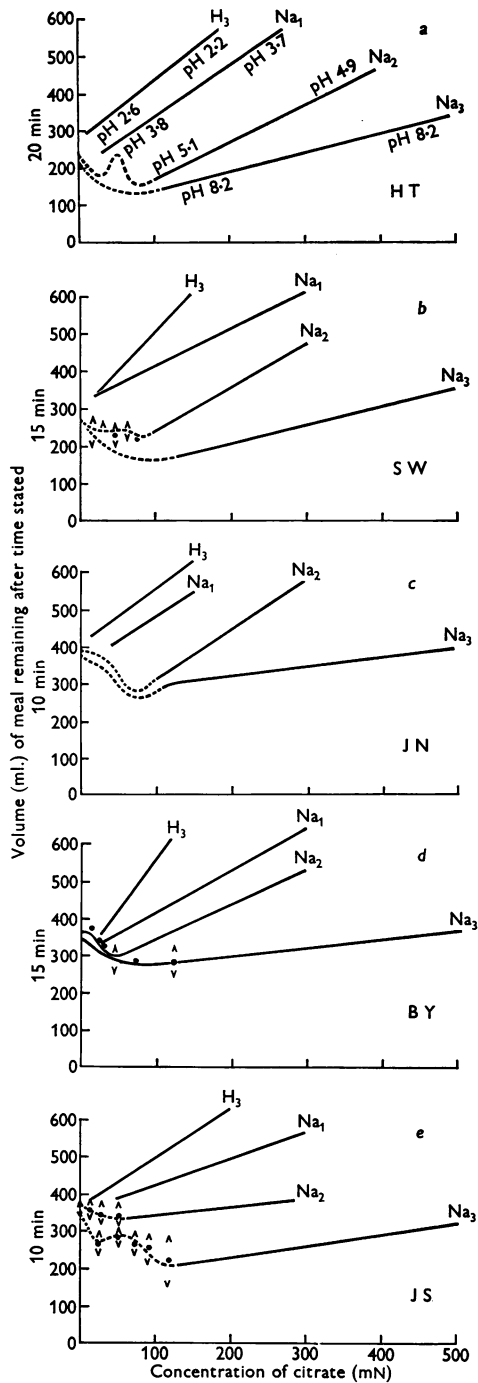 Volume (ml.) of meal remaining after time stated
a
20 min
600
500
400
300
200
100
0
H₃
Na₁
Na₂
Na₃
pH 2·2
pH 2·6
pH 3·7
pH 3·8
pH 4·9
pH 5·1
pH 8·2
pH 8·2
H T
b
15 min
600
500
400
300
200
100
0
H₃
Na₁
Na₂
Na₃
S W
c
10 min
600
500
400
300
200
100
0
H₃
Na₁
Na₂
Na₃
J N
d
15 min
600
500
400
300
200
100
0
H₃
Na₁
Na₂
Na₃
B Y
e
10 min
600
500
400
300
200
100
0
H₃
Na₁
Na₂
Na₃
J S
0 100 200 300 400 500
Concentration of citrate (mN)